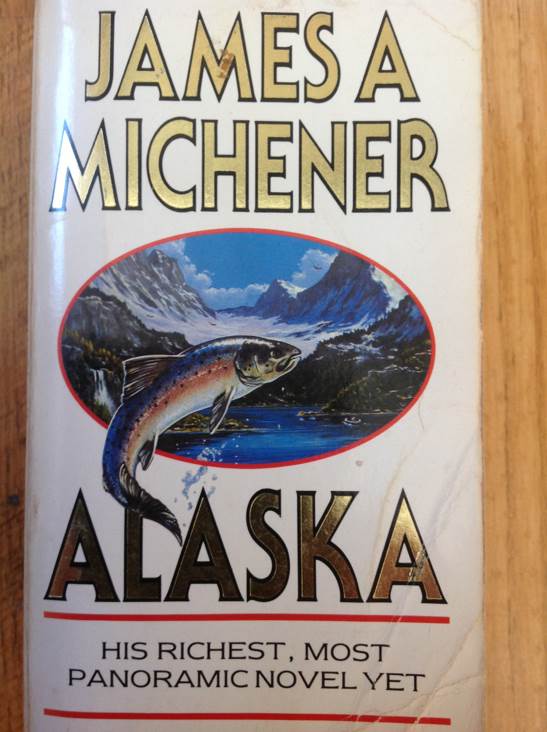 JAMES A
MICHENER
ALASKA
HIS RICHEST, MOST
PANORAMIC NOVEL YET